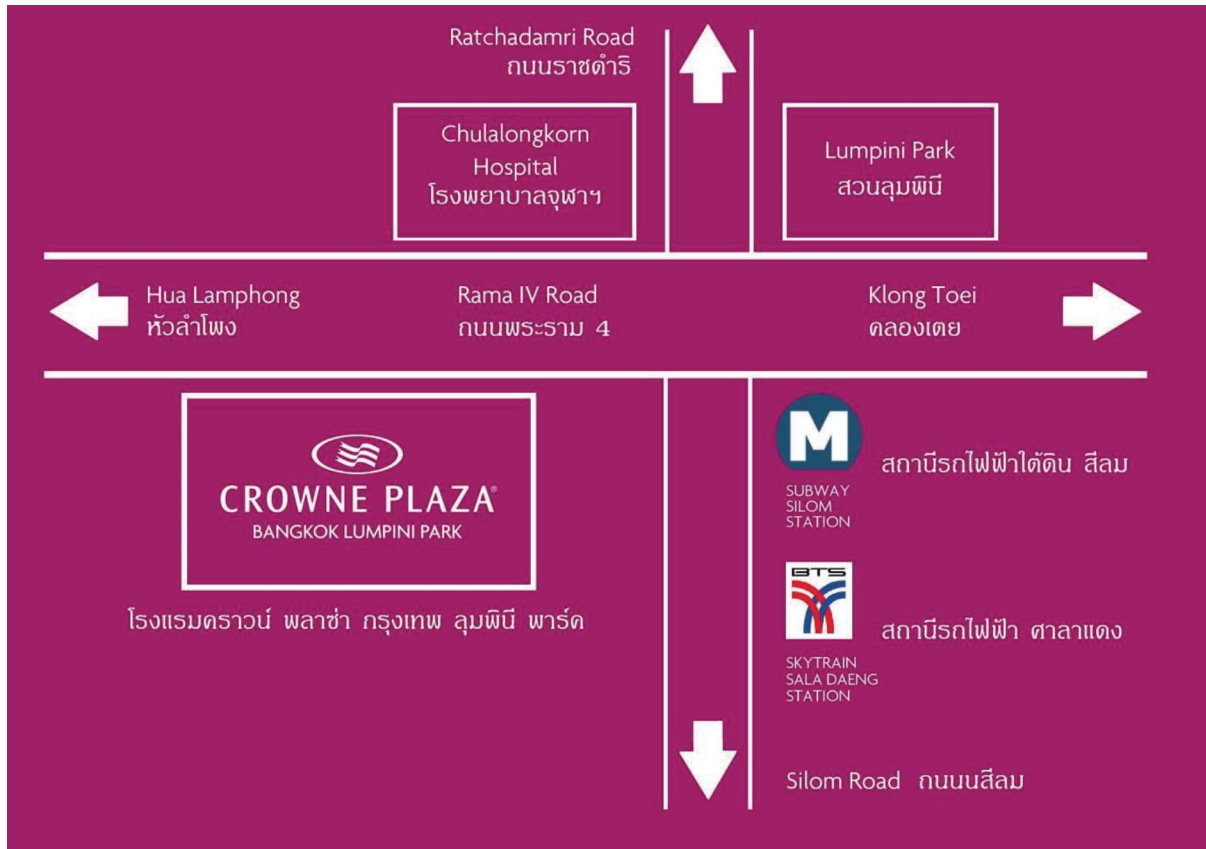 Ratchadamri Road
ถนนราชดำริ
Chulalongkorn
Hospital
โรงพยาบาลจุฬาฯ
Lumpini Park
สวนลุมพินี
Hua Lamphong
หัวลำโพง
Rama IV Road
ถนนพระราม 4
Klong Toei
คลองเตย
CROWNE PLAZA®
BANGKOK LUMPINI PARK
โรงแรมคราวน์ พลาซ่า กรุงเทพ ลุมพินี พาร์ค
M
สถานีรถไฟฟ้าใต้ดิน สีลม
SUBWAY
SILOM
STATION
BTS
สถานีรถไฟฟ้า ศาลาแดง
SKYTRAIN
SALA DAENG
STATION
Silom Road ถนนสีลม